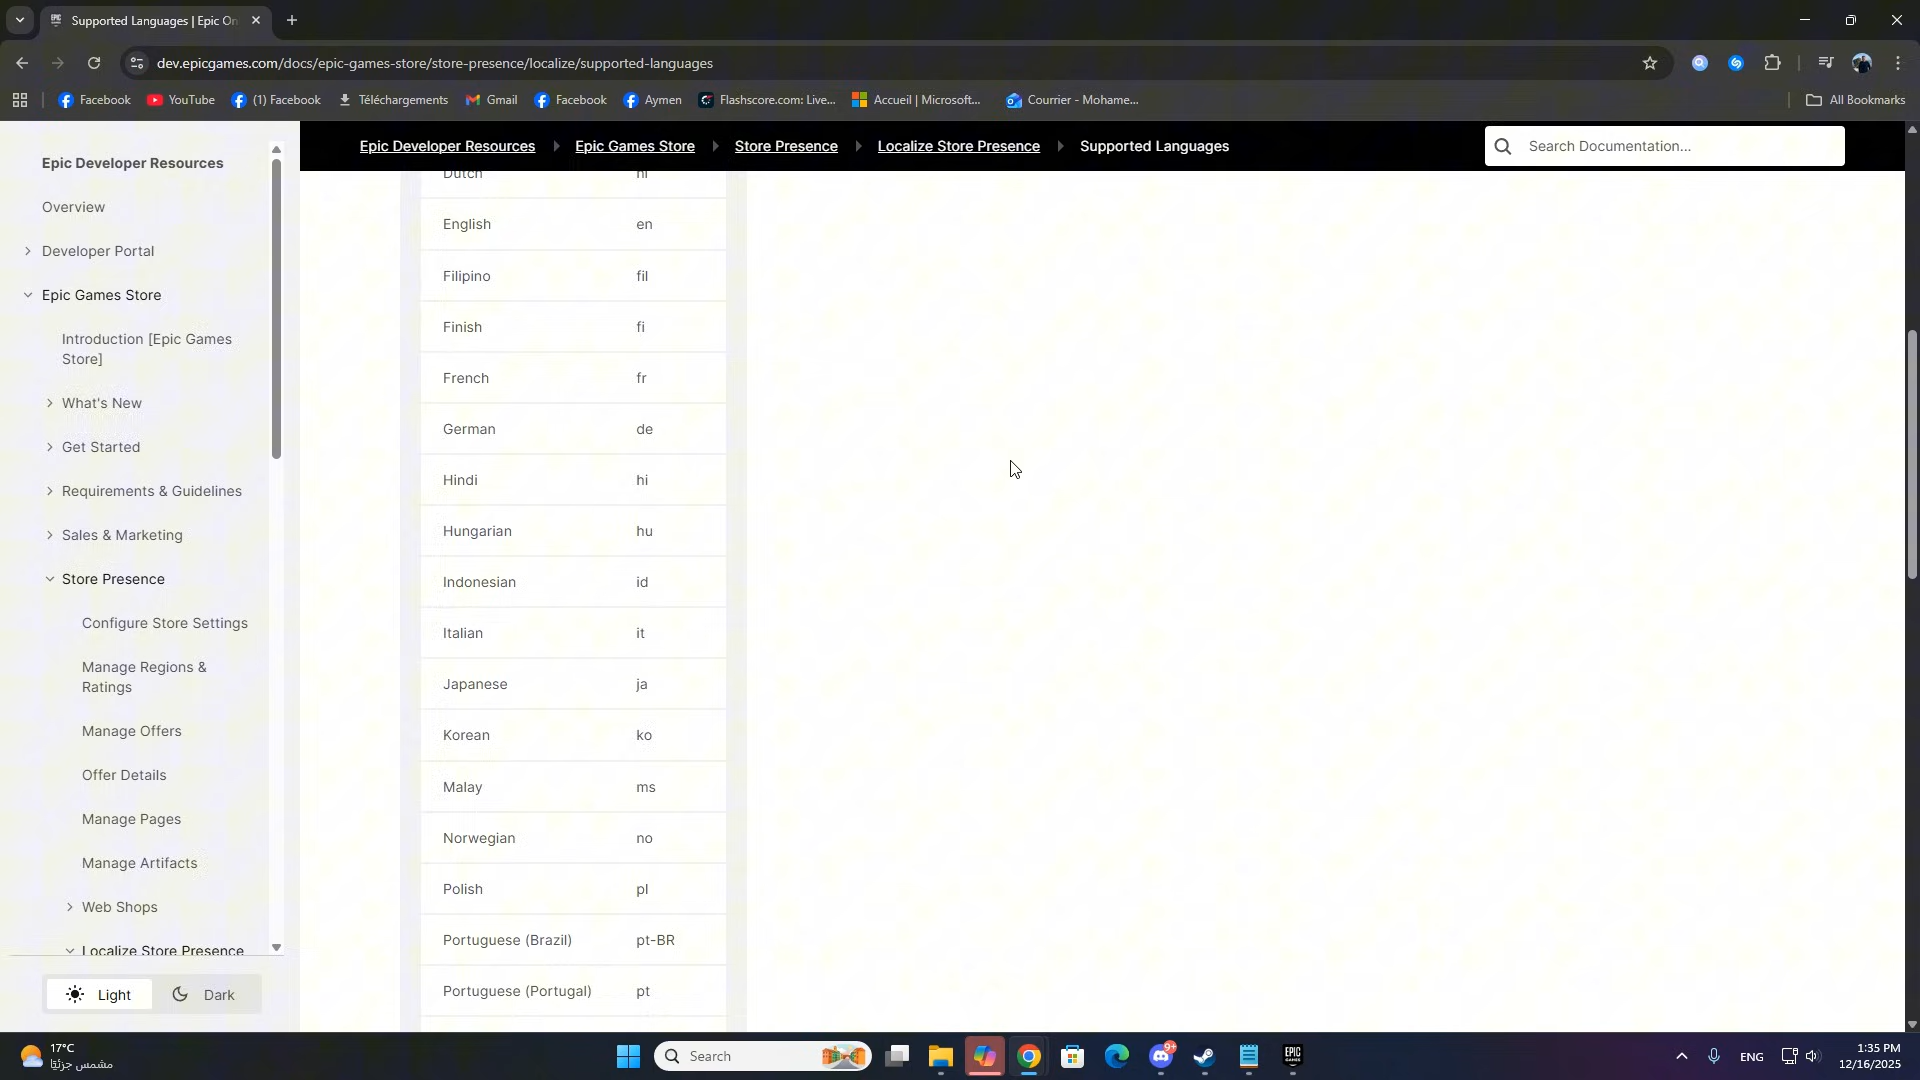 Supported Languages | Epic On
dev.epicgames.com/docs/epic-games-store/store-presence/localize/supported-languages
Facebook
YouTube
(1) Facebook
Téléchargements
Gmail
Facebook
Aymen
Flashscore.com: Live...
Accueil | Microsoft...
Courrier - Mohame...
All Bookmarks
Epic Developer Resources
Overview
Developer Portal
Epic Games Store
Introduction [Epic Games
Store]
What's New
Get Started
Requirements & Guidelines
Sales & Marketing
Store Presence
Configure Store Settings
Manage Regions &
Ratings
Manage Offers
Offer Details
Manage Pages
Manage Artifacts
Web Shops
Localize Store Presence
Light
Dark
Epic Developer Resources
Epic Games Store
Store Presence
Localize Store Presence
Supported Languages
Search Documentation...
Dutch nl
English en
Filipino fil
Finish fi
French fr
German de
Hindi hi
Hungarian hu
Indonesian id
Italian it
Japanese ja
Korean ko
Malay ms
Norwegian no
Polish pl
Portuguese (Brazil) pt-BR
Portuguese (Portugal) pt
17°C
مشمس جزئيًا
Search
9+
EPIC
GAMES
ENG
1:35 PM
12/16/2025